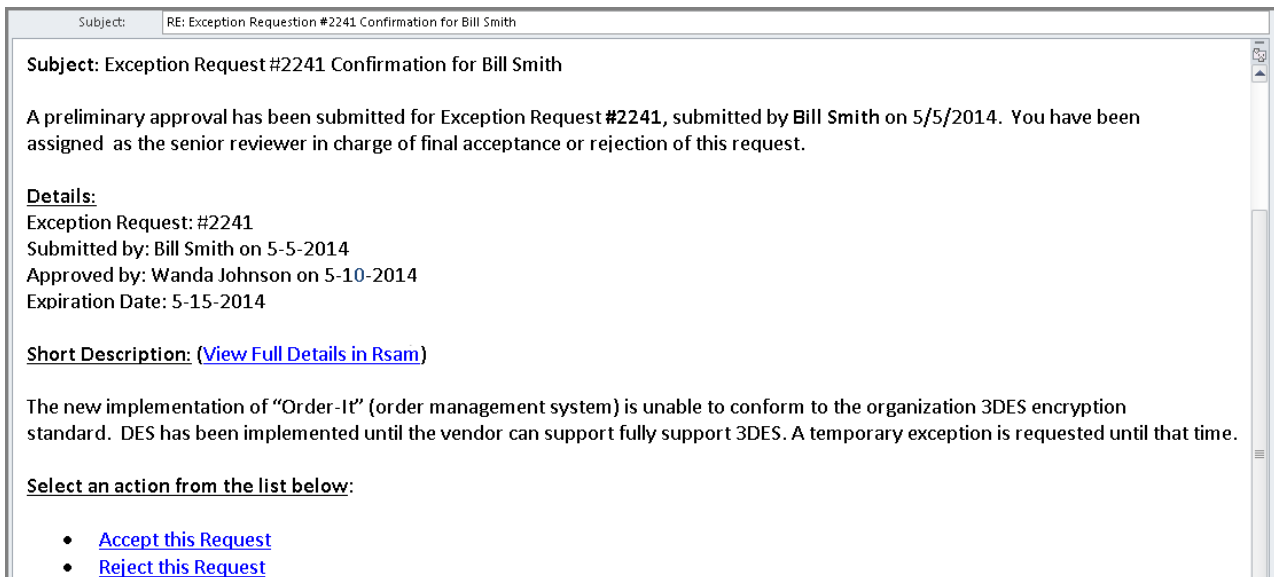 Subject: RE: Exception Requestion #2241 Confirmation for Bill Smith
Subject: Exception Request #2241 Confirmation for Bill Smith
A preliminary approval has been submitted for Exception Request #2241, submitted by Bill Smith on 5/5/2014. You have been
assigned as the senior reviewer in charge of final acceptance or rejection of this request.
Details:
Exception Request: #2241
Submitted by: Bill Smith on 5-5-2014
Approved by: Wanda Johnson on 5-10-2014
Expiration Date: 5-15-2014
Short Description: (View Full Details in Rsam)
The new implementation of “Order-It” (order management system) is unable to conform to the organization 3DES encryption
standard. DES has been implemented until the vendor can support fully support 3DES. A temporary exception is requested until that time.
Select an action from the list below:
• Accept this Request
• Reject this Request